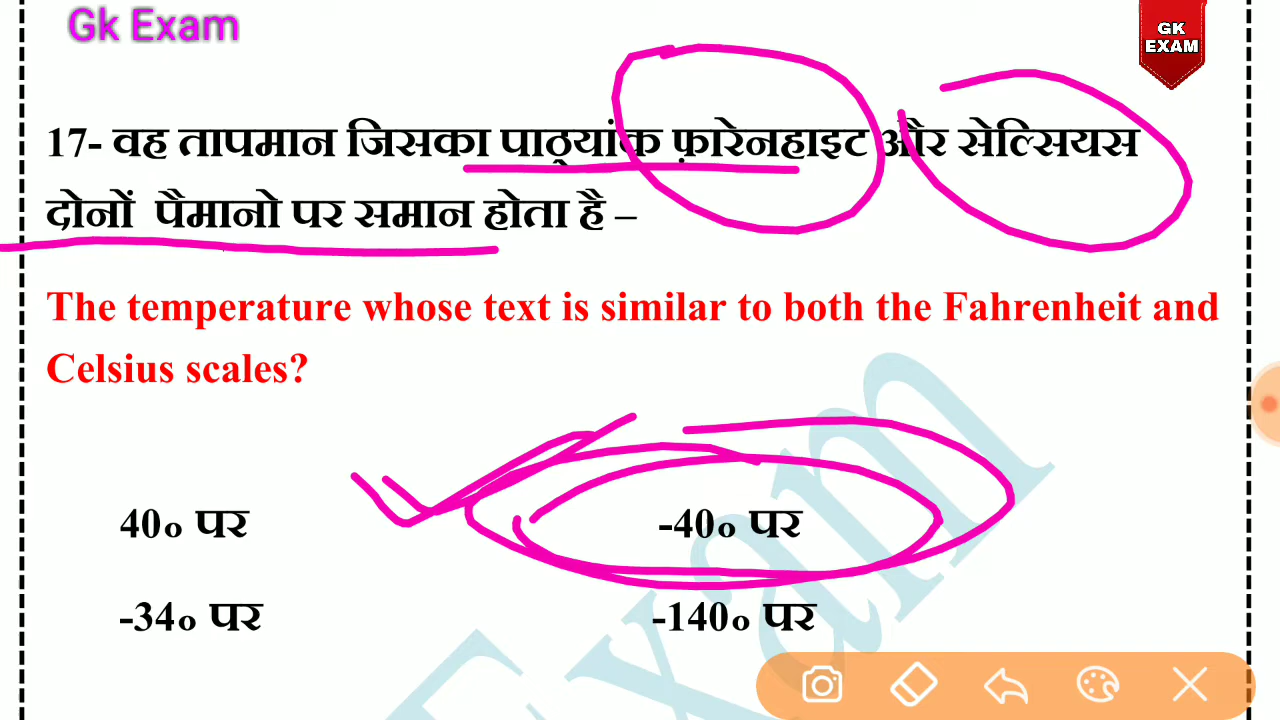 Gk Exam
GK
EXAM
17- वह तापमान जिसका पाठ्यांक फ़ारेनहाइट और सेल्सियस
दोनों पैमानो पर समान होता है –
The temperature whose text is similar to both the Fahrenheit and
Celsius scales?
40० पर
-40० पर
-34० पर
-140० पर
Exam